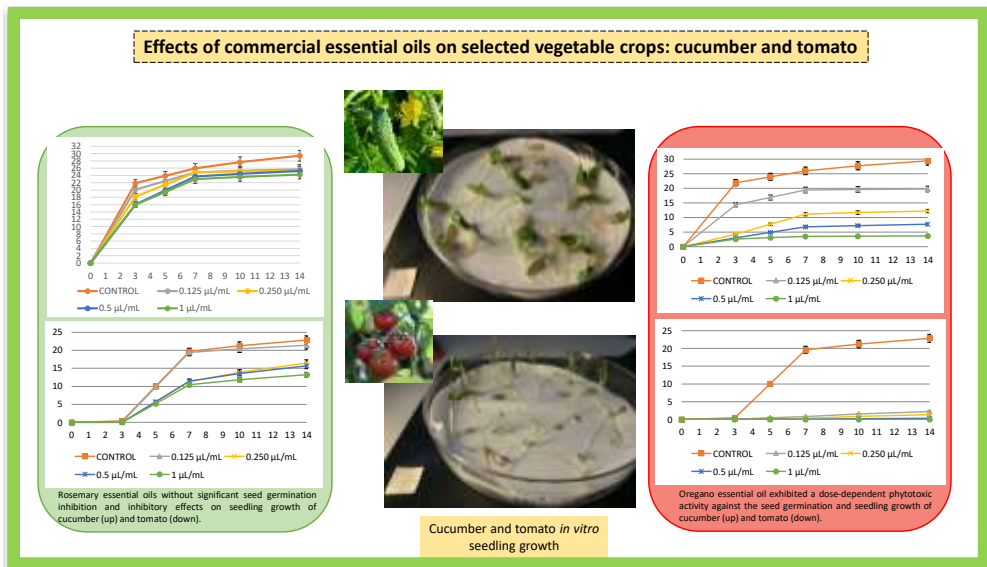 Effects of commercial essential oils on selected vegetable crops: cucumber and tomato
32
30
28
26
24
22
20
18
16
14
12
10
8
6
4
2
0
0 1 2 3 4 5 6 7 8 9 10 11 12 13 14
CONTROL 0.125 µL/mL 0.250 µL/mL
0.5 µL/mL 1 µL/mL
25
20
15
10
5
0
0 1 2 3 4 5 6 7 8 9 10 11 12 13 14
CONTROL 0.125 µL/mL 0.250 µL/mL
0.5 µL/mL 1 µL/mL
Rosemary essential oils without significant seed germination
inhibition and inhibitory effects on seedling growth of
cucumber (up) and tomato (down).
Cucumber and tomato in vitro
seedling growth
30
25
20
15
10
5
0
0 1 2 3 4 5 6 7 8 9 10 11 12 13 14
CONTROL 0.125 µL/mL 0.250 µL/mL
0.5 µL/mL 1 µL/mL
25
20
15
10
5
0
0 1 2 3 4 5 6 7 8 9 10 11 12 13 14
CONTROL 0.125 µL/mL 0.250 µL/mL
0.5 µL/mL 1 µL/mL
Oregano essential oil exhibited a dose-dependent phytotoxic
activity against the seed germination and seedling growth of
cucumber (up) and tomato (down).